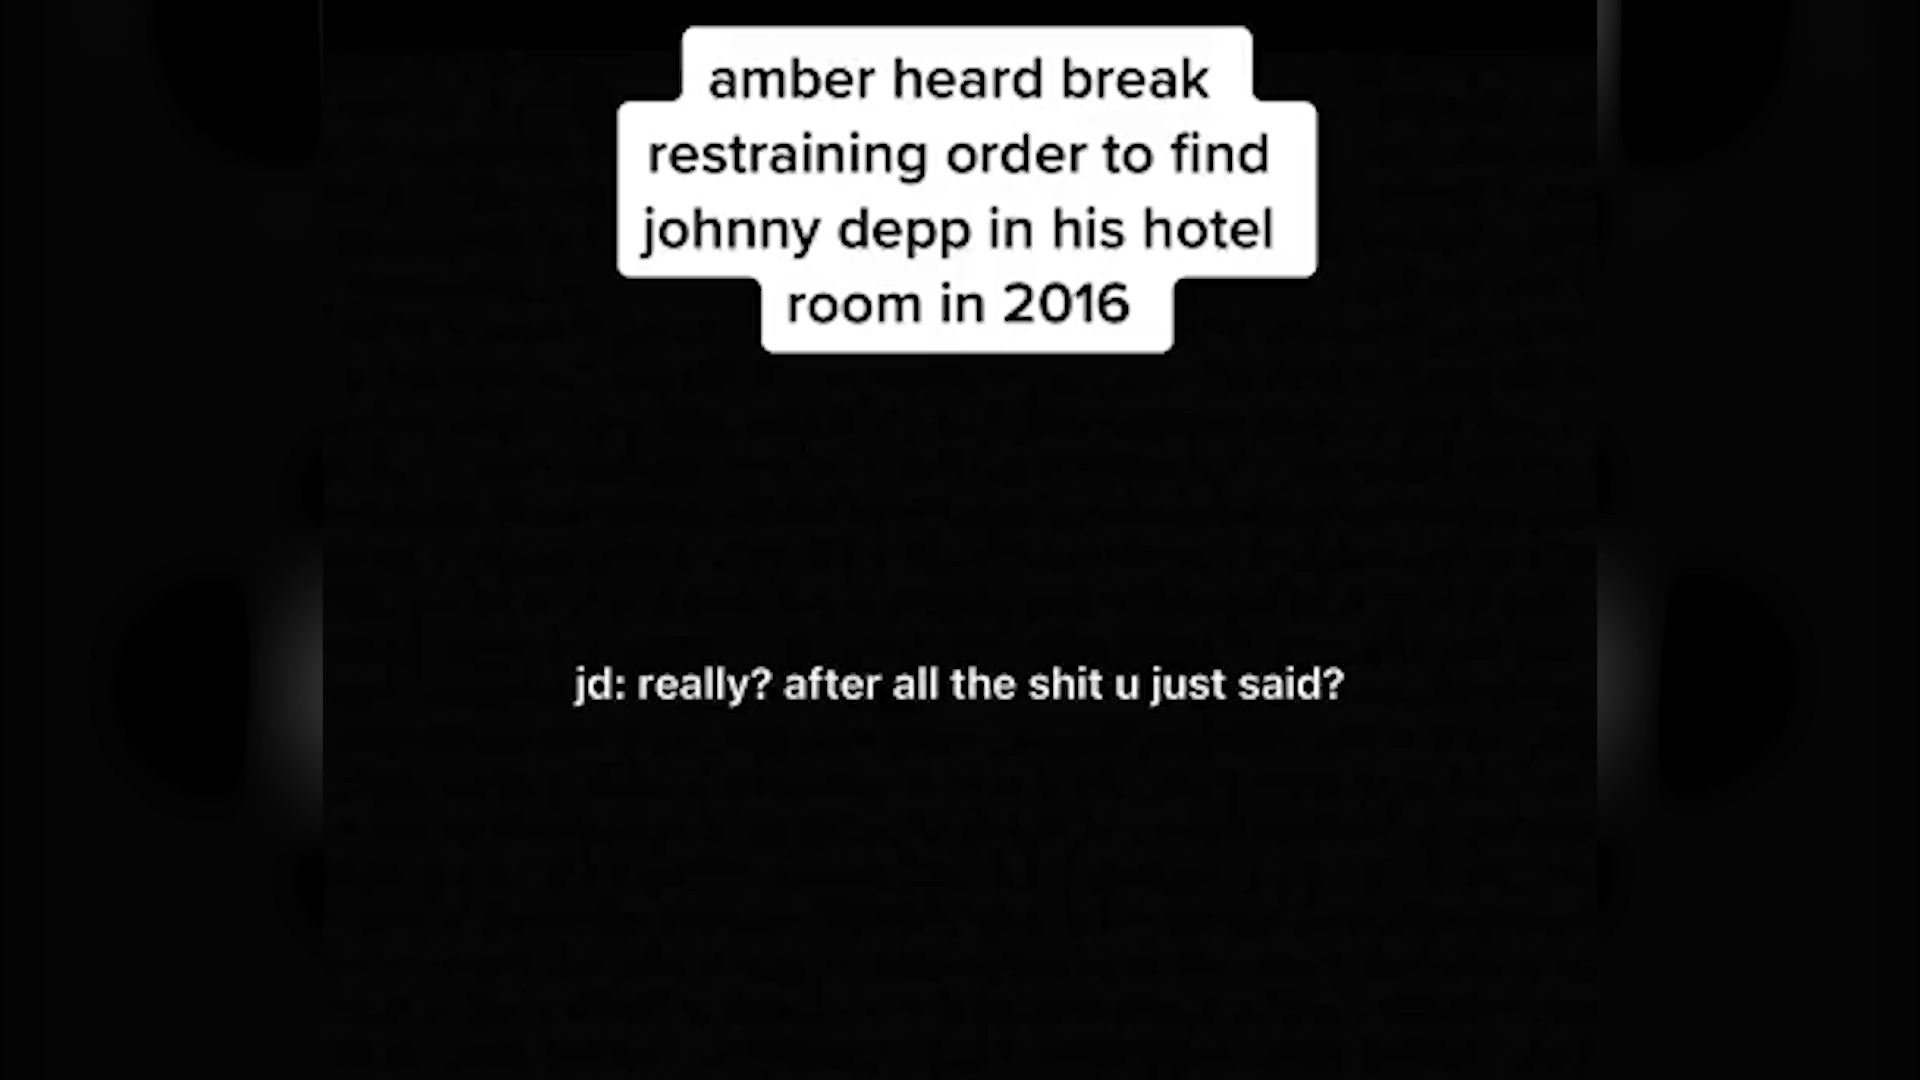 amber heard break
restraining order to find
johnny depp in his hotel
room in 2016
jd: really? after all the shit u just said?